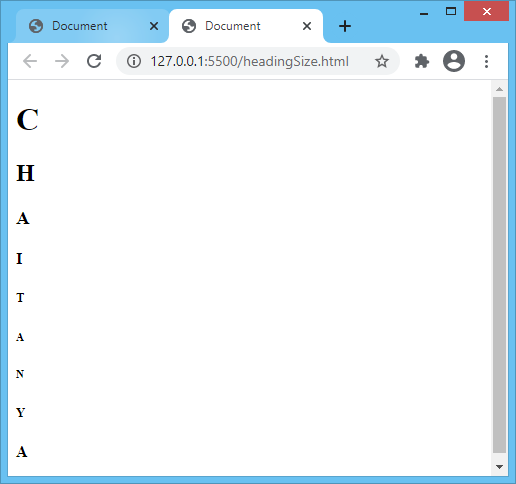 Document
Document
127.0.0.1:5500/headingSize.html
C
H
A
I
T
A
N
Y
A